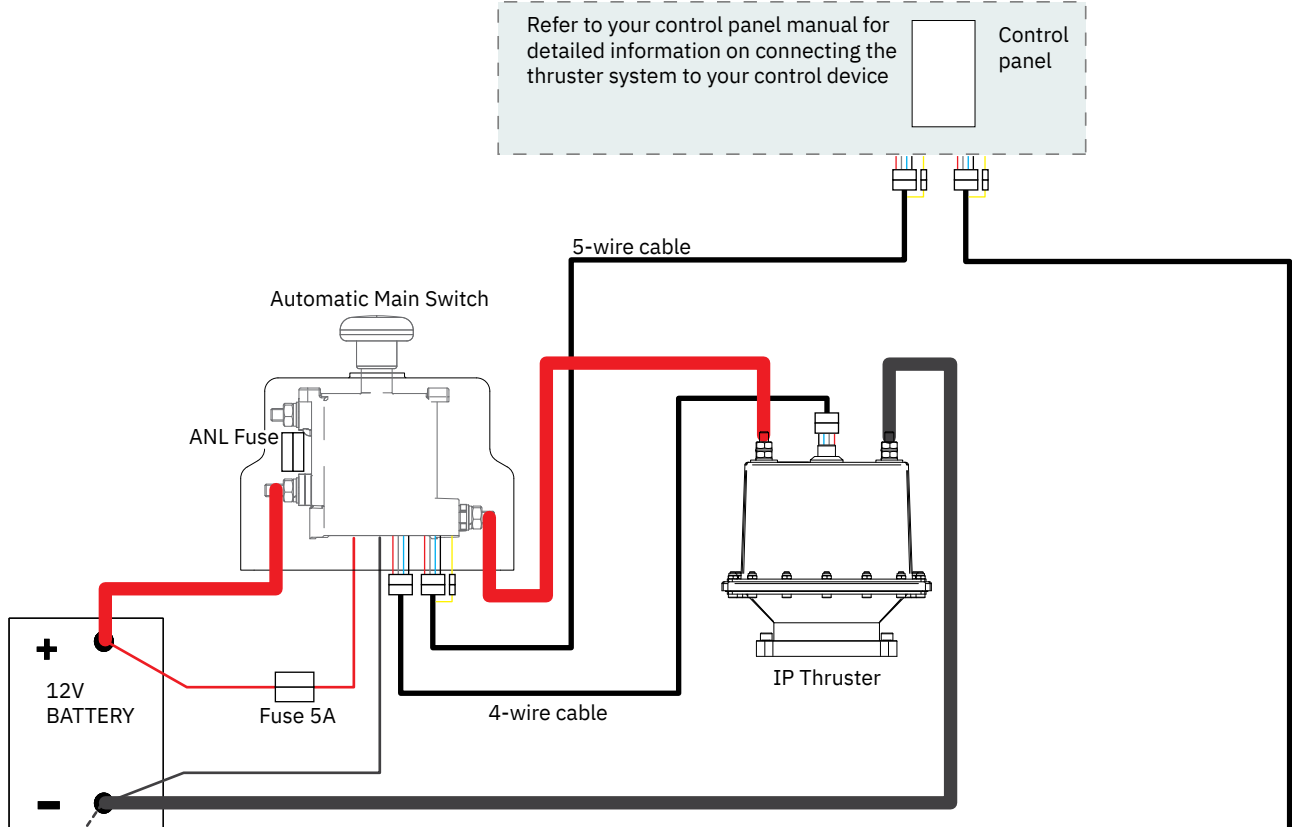 Refer to your control panel manual for
detailed information on connecting the
thruster system to your control device
Control
panel
5-wire cable
Automatic Main Switch
ANL Fuse
IP Thruster
+
12V
BATTERY
Fuse 5A
4-wire cable
-